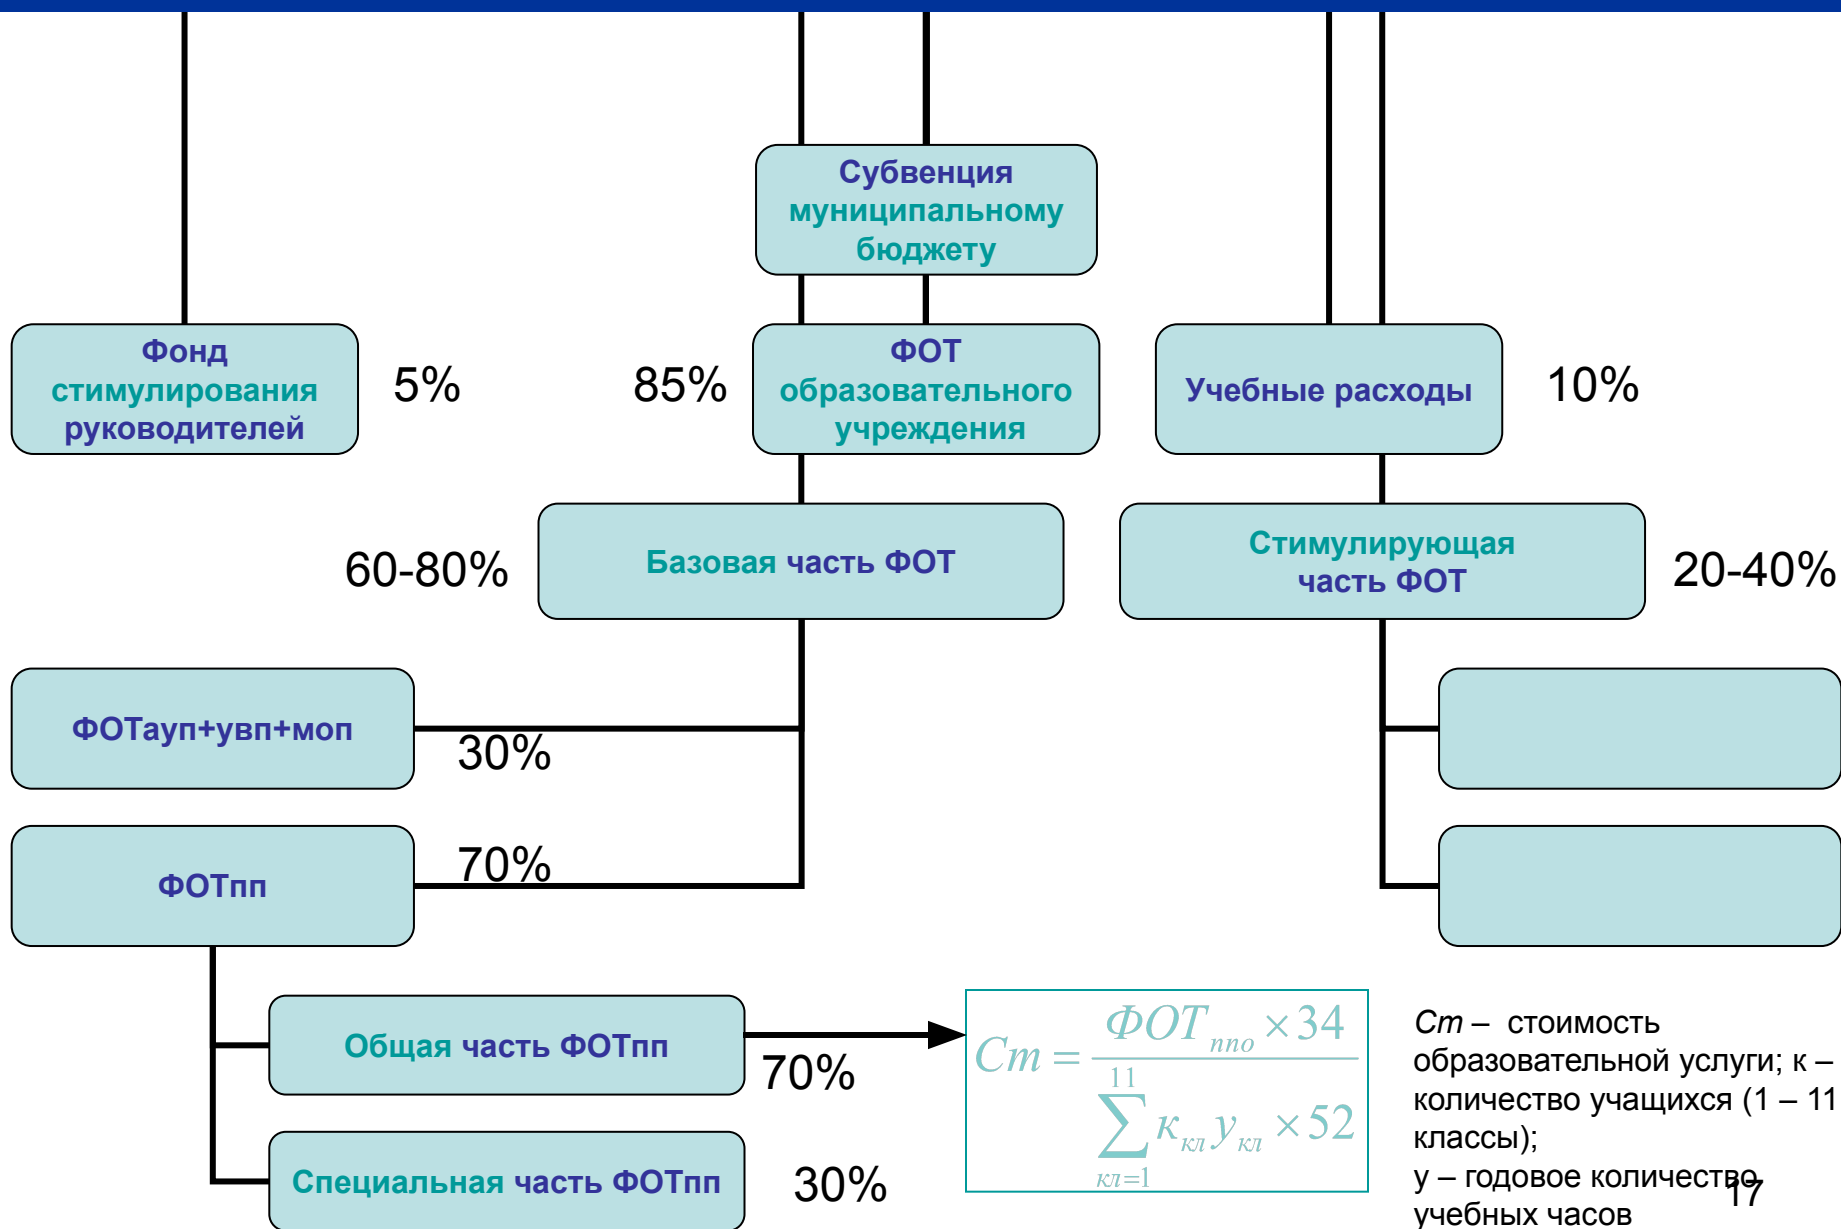 Субвенция
муниципальному
бюджету
Фонд
стимулирования
руководителей
5%
85%
ФОТ
образовательного
учреждения
Учебные расходы
10%
60-80%
Базовая часть ФОТ
Стимулирующая
часть ФОТ
20-40%
ФОТауп+увп+моп
30%
ФОТпп
70%
Общая часть ФОТпп
70%
Специальная часть ФОТпп
30%
Ст = ФОТ ппо × 34
11
∑ к кл у кл × 52
кл=1
Ст – стоимость
образовательной услуги; к –
количество учащихся (1 – 11
классы);
у – годовое количество
учебных часов
17